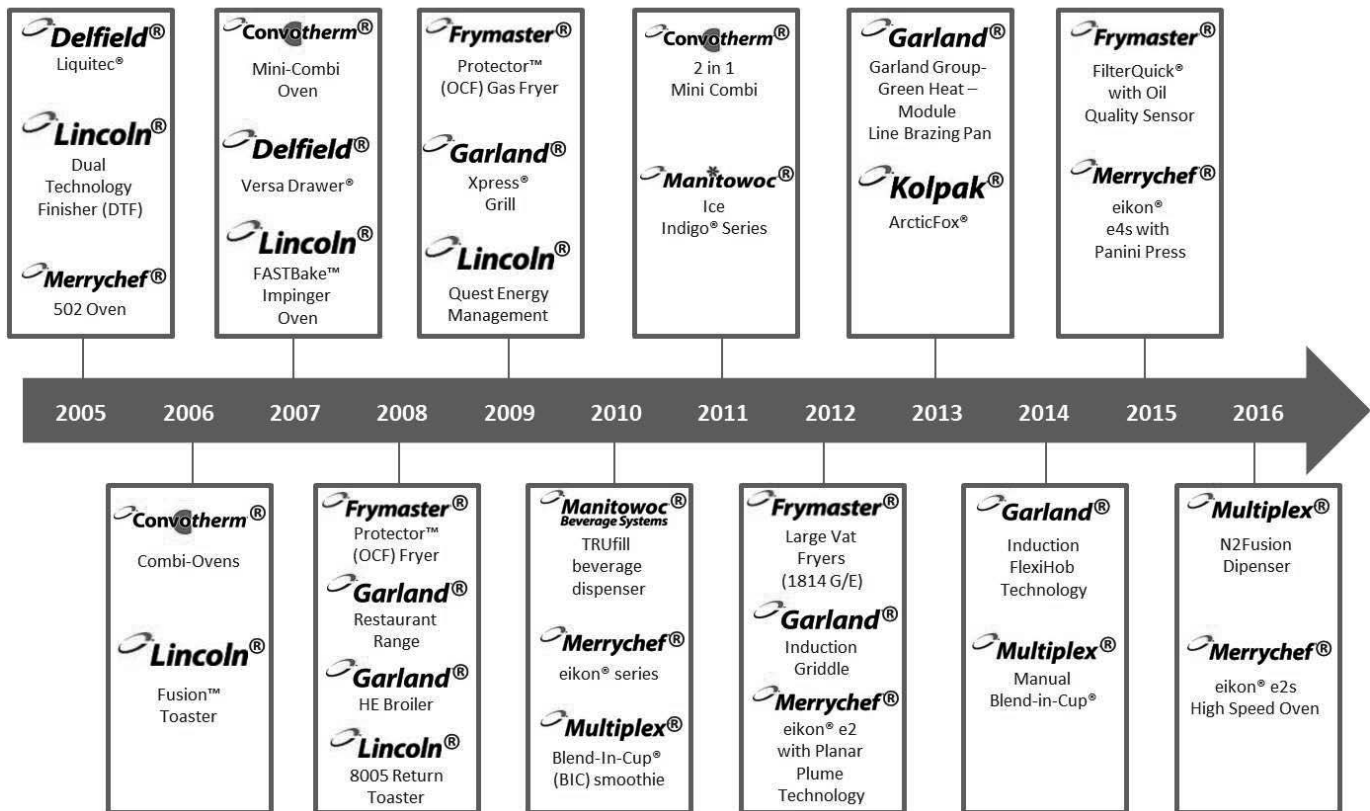 Delfield®
Liquitec®
Lincoln®
Dual
Technology
Finisher (DTF)
Merrychef®
502 Oven
Convotherm®
Mini-Combi
Oven
Delfield®
Versa Drawer®
Lincoln®
FASTBake™
Impinger
Oven
Frymaster®
Protector™
(OCF) Gas Fryer
Garland®
Xpress®
Grill
Lincoln®
Quest Energy
Management
Convotherm®
2 in 1
Mini Combi
Manitowoc®
Ice
Indigo® Series
Garland®
Garland Group-
Green Heat –
Module
Line Brazing Pan
Kolpak®
ArcticFox®
Frymaster®
FilterQuick®
with Oil
Quality Sensor
Merrychef®
eikon®
e4s with
Panini Press
2005 2006 2007 2008 2009 2010 2011 2012 2013 2014 2015 2016
Convotherm®
Combi-Ovens
Lincoln®
Fusion™
Toaster
Frymaster®
Protector™
(OCF) Fryer
Garland®
Restaurant
Range
Garland®
HE Broiler
Lincoln®
8005 Return
Toaster
Manitowoc®
Beverage Systems
TRUfill
beverage
dispenser
Merrychef®
eikon® series
Multiplex®
Blend-In-Cup®
(BIC) smoothie
Frymaster®
Large Vat
Fryers
(1814 G/E)
Garland®
Induction
Griddle
Merrychef®
eikon® e2
with Planar
Plume
Technology
Garland®
Induction
FlexiHob
Technology
Multiplex®
Manual
Blend-in-Cup®
Multiplex®
N2Fusion
Dipenser
Merrychef®
eikon® e2s
High Speed Oven